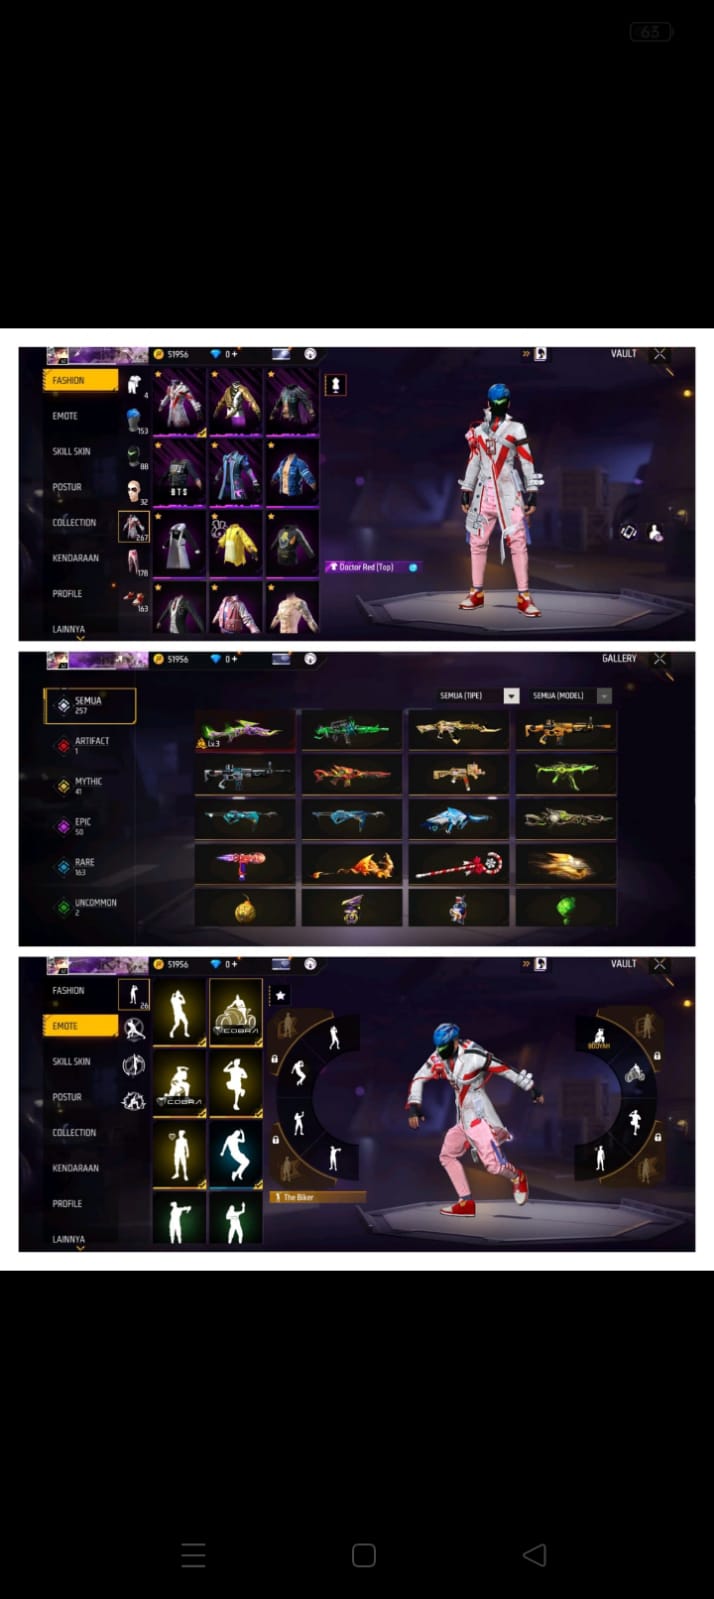 63
51956
0+
VAULT
FASHION
4
EMOTE
153
SKILL SKIN
88
POSTUR
32
COLLECTION
267
KENDARAAN
178
PROFILE
163
LAINNYA
BTS
Doctor Red (Top)
51956
0+
GALLERY
SEMUA
257
SEMUA (TIPE)
SEMUA (MODEL)
ARTIFACT
1
Lv.3
MYTHIC
41
EPIC
50
RARE
163
UNCOMMON
2
51956
0+
VAULT
FASHION
26
EMOTE
COBRA
BOOYAH
SKILL SKIN
POSTUR
COBRA
COLLECTION
KENDARAAN
PROFILE
The Biker
LAINNYA